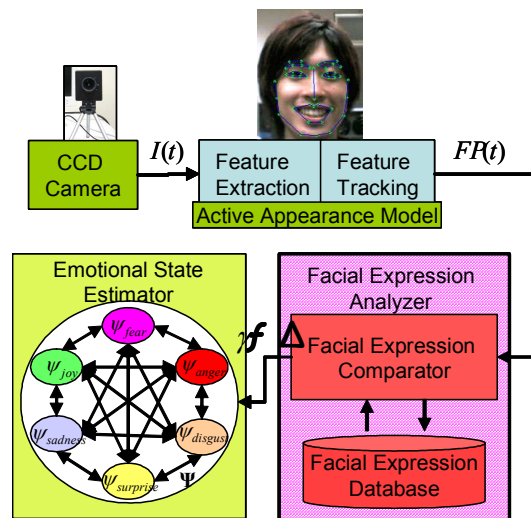 CCD
Camera
I(t)
Feature
Extraction
Feature
Tracking
FP(t)
Active Appearance Model
Emotional State
Estimator
ψfear
ψjoy
ψanger
ψsadness
ψdisgust
ψsurprise
Ψ
γf
Facial Expression
Analyzer
Facial Expression
Comparator
Facial Expression
Database